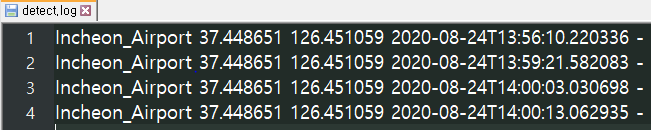 detect.log
1 Incheon_Airport 37.448651 126.451059 2020-08-24T13:56:10.220336 -
2 Incheon_Airport 37.448651 126.451059 2020-08-24T13:59:21.582083 -
3 Incheon_Airport 37.448651 126.451059 2020-08-24T14:00:03.030698 -
4 Incheon_Airport 37.448651 126.451059 2020-08-24T14:00:13.062935 -